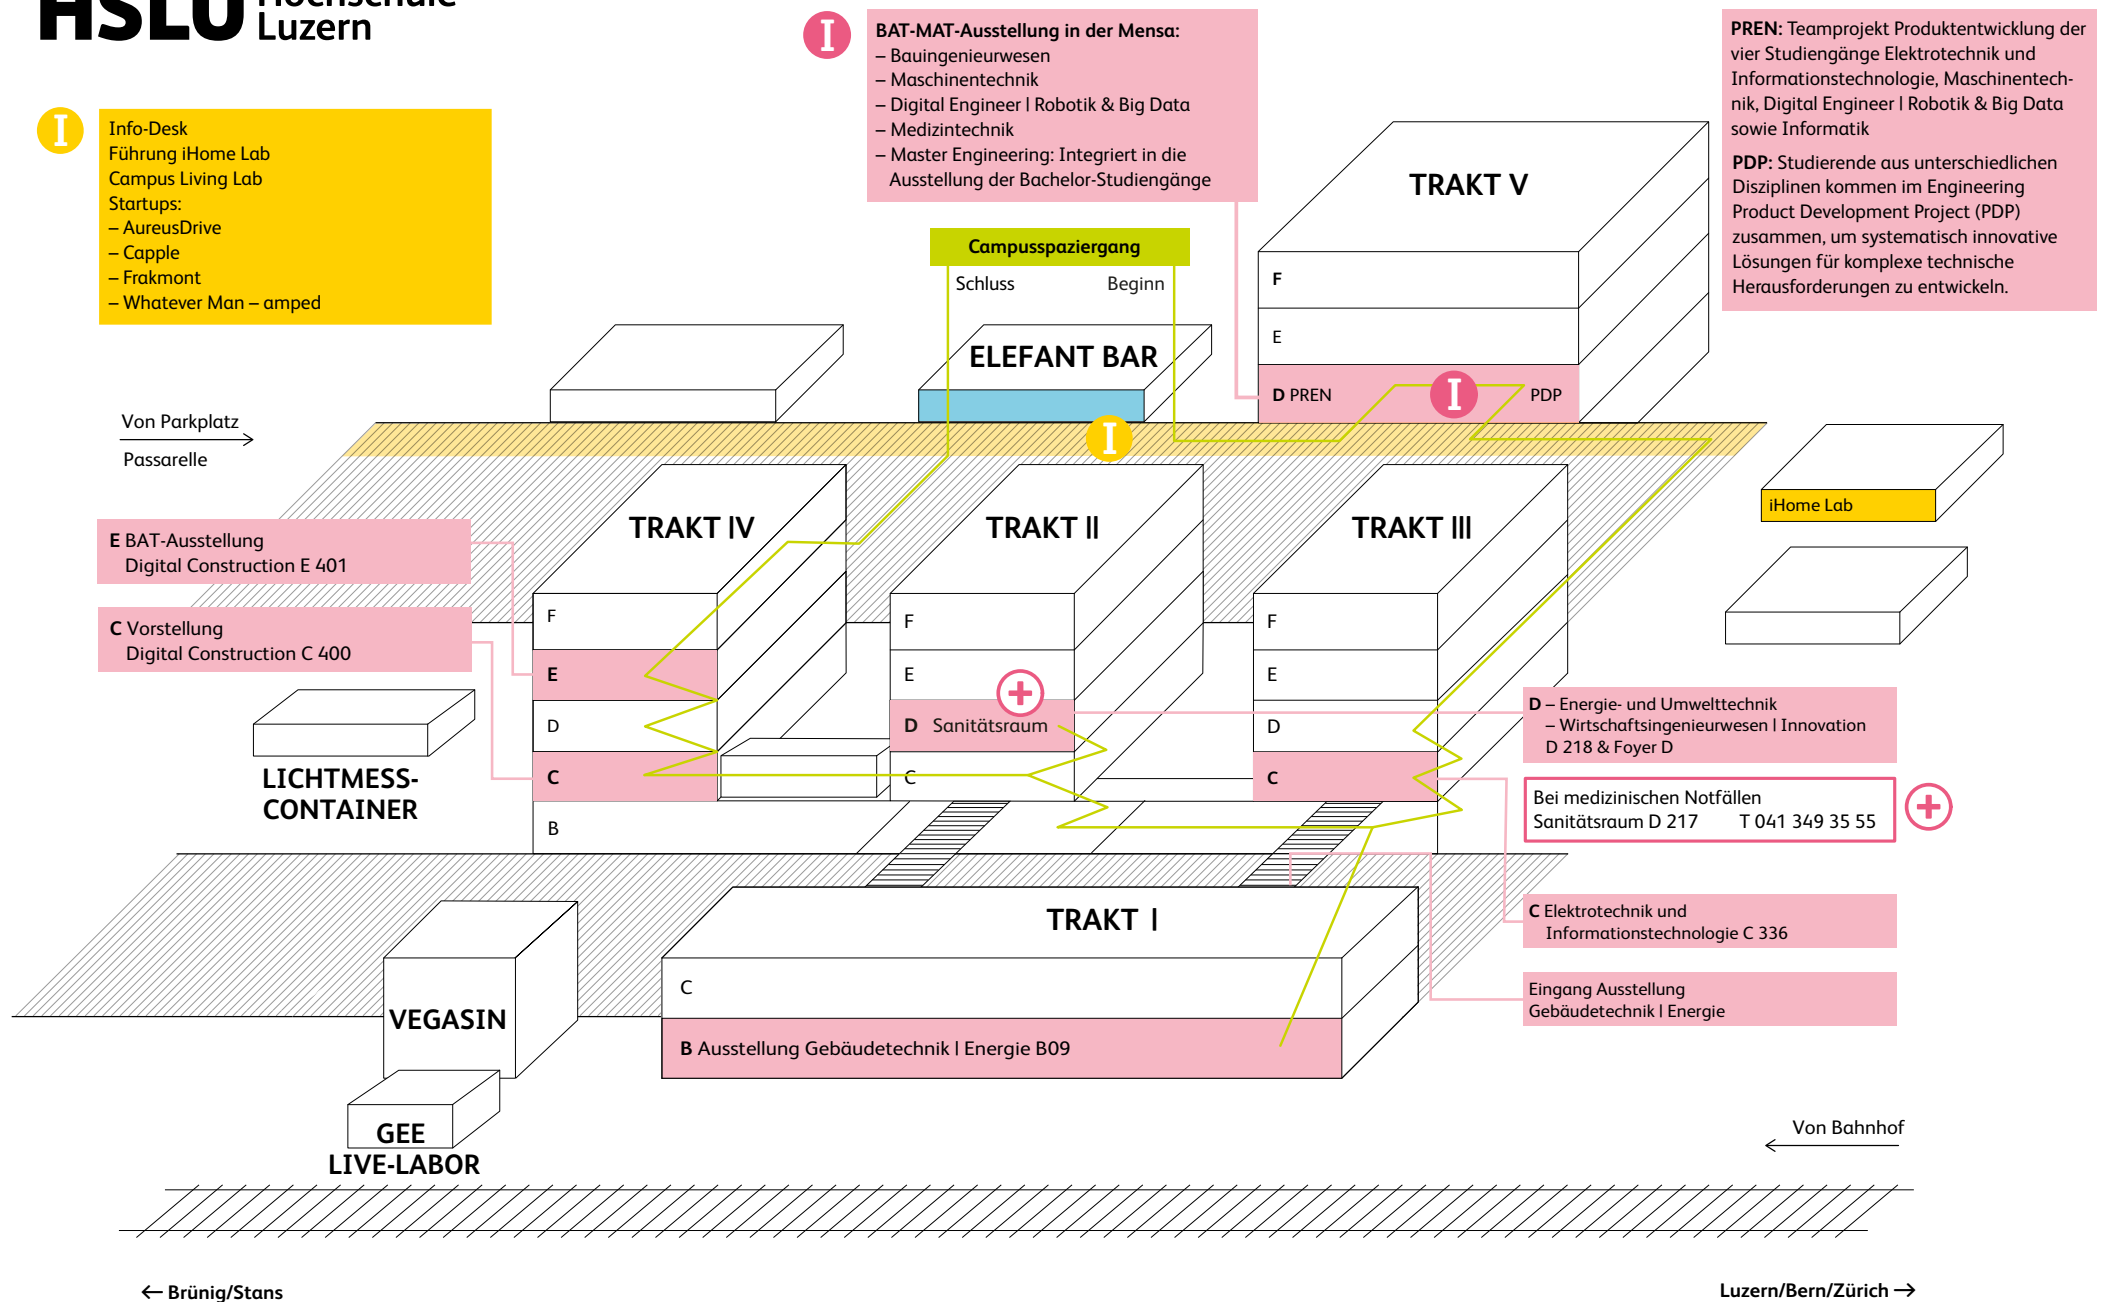 HSLU Hochschule
Luzern
I
Info-Desk
Führung iHome Lab
Campus Living Lab
Startups:
– AureusDrive
– Capple
– Frakmont
– Whatever Man – amped
I
BAT-MAT-Ausstellung in der Mensa:
– Bauingenieurwesen
– Maschinentechnik
– Digital Engineer | Robotik & Big Data
– Medizintechnik
– Master Engineering: Integriert in die
Ausstellung der Bachelor-Studiengänge
PREN: Teamprojekt Produktentwicklung der
vier Studiengänge Elektrotechnik und
Informationstechnologie, Maschinentech-
nik, Digital Engineer | Robotik & Big Data
sowie Informatik
PDP: Studierende aus unterschiedlichen
Disziplinen kommen im Engineering
Product Development Project (PDP)
zusammen, um systematisch innovative
Lösungen für komplexe technische
Herausforderungen zu entwickeln.
Campusspaziergang
Schluss Beginn
TRAKT V
F
E
D PREN I PDP
ELEFANT BAR
I
Von Parkplatz
Passarelle
iHome Lab
TRAKT IV
F
E
D
C
B
TRAKT II
F
E
D Sanitätsraum
C
TRAKT III
F
E
D
C
E BAT-Ausstellung
Digital Construction E 401
C Vorstellung
Digital Construction C 400
LICHTMESS-
CONTAINER
D – Energie- und Umwelttechnik
– Wirtschaftsingenieurwesen | Innovation
D 218 & Foyer D
Bei medizinischen Notfällen
Sanitätsraum D 217 T 041 349 35 55
C Elektrotechnik und
Informationstechnologie C 336
Eingang Ausstellung
Gebäudetechnik | Energie
TRAKT I
C
B Ausstellung Gebäudetechnik | Energie B09
VEGASIN
GEE
LIVE-LABOR
Von Bahnhof
← Brünig/Stans
Luzern/Bern/Zürich →